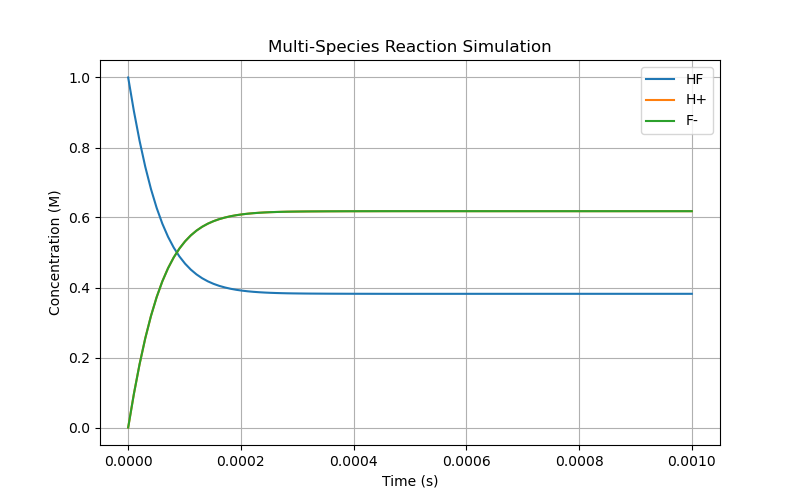 Multi-Species Reaction Simulation
HF
H+
F-
Concentration (M)
1.0
0.8
0.6
0.4
0.2
0.0
0.0000 0.0002 0.0004 0.0006 0.0008 0.0010
Time (s)